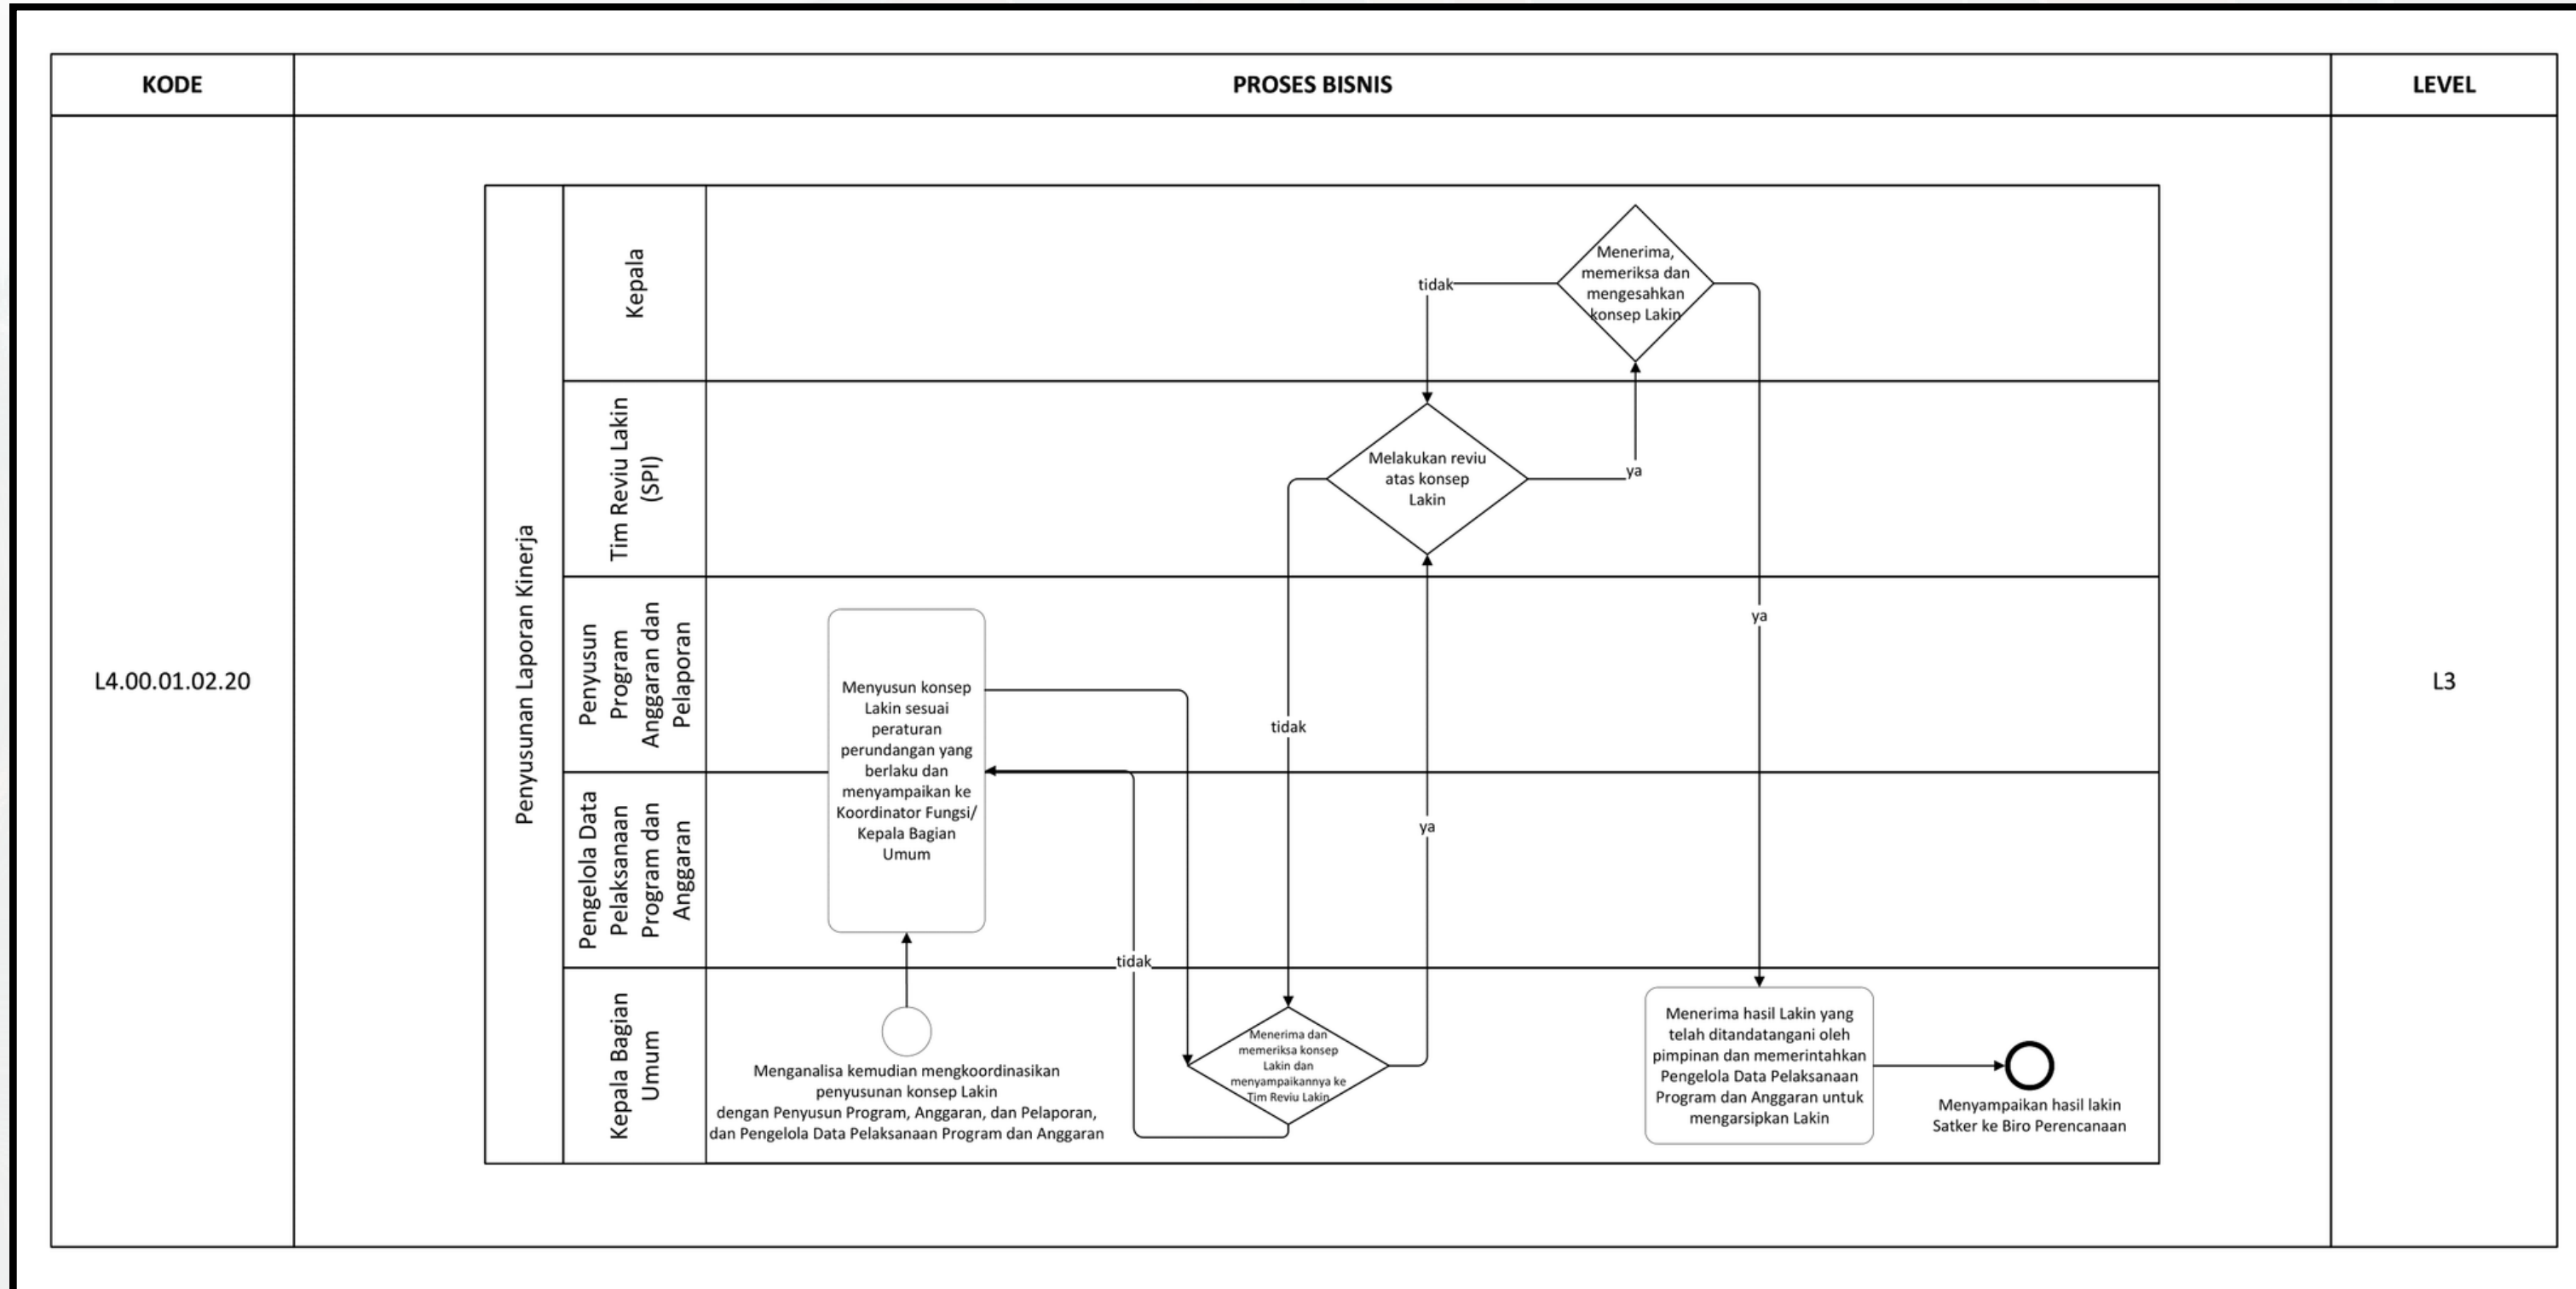 KODE
PROSES BISNIS
LEVEL
L4.00.01.02.20
L3
Penyusunan Laporan Kinerja
Kepala
Menerima,
memeriksa dan
mengesahkan
konsep Lakin
tidak
ya
Tim Reviu Lakin
(SPI)
Melakukan reviu
atas konsep
Lakin
ya
tidak
Penyusun
Program
Anggaran dan
Pelaporan
Menyusun konsep
Lakin sesuai
peraturan
perundangan yang
berlaku dan
menyampaikan ke
Koordinator Fungsi/
Kepala Bagian
Umum
Pengelola Data
Pelaksanaan
Program dan
Anggaran
ya
tidak
Kepala Bagian
Umum
Menganalisa kemudian mengkoordinasikan
penyusunan konsep Lakin
dengan Penyusun Program, Anggaran, dan Pelaporan,
dan Pengelola Data Pelaksanaan Program dan Anggaran
Menerima dan
memeriksa konsep
Lakin dan
menyampaikannya ke
Tim Reviu Lakin
Menerima hasil Lakin yang
telah ditandatangani oleh
pimpinan dan memerintahkan
Pengelola Data Pelaksanaan
Program dan Anggaran untuk
mengarsipkan Lakin
Menyampaikan hasil lakin
Satker ke Biro Perencanaan